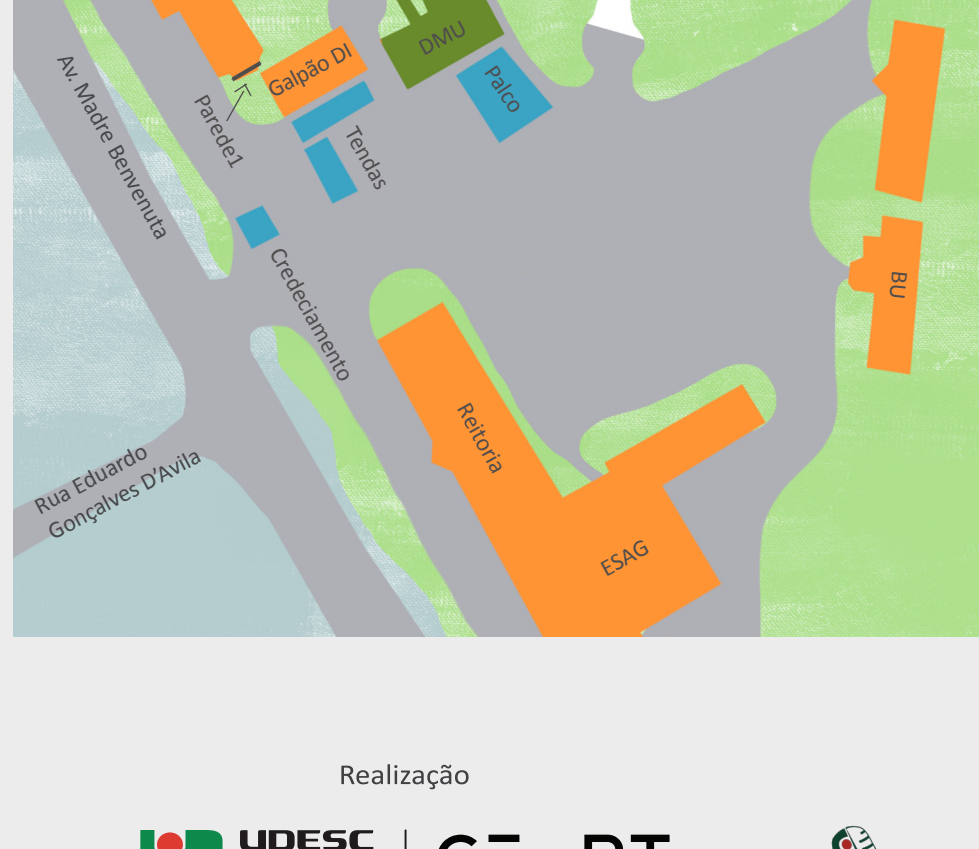 DMU
Galpão DI
Palco
Av. Madre Benvenuta
Parede1
Tendas
Credeciamento
BU
Reitoria
Rua Eduardo
Gonçalves D'Avila
ESAG
Realização
UDESC